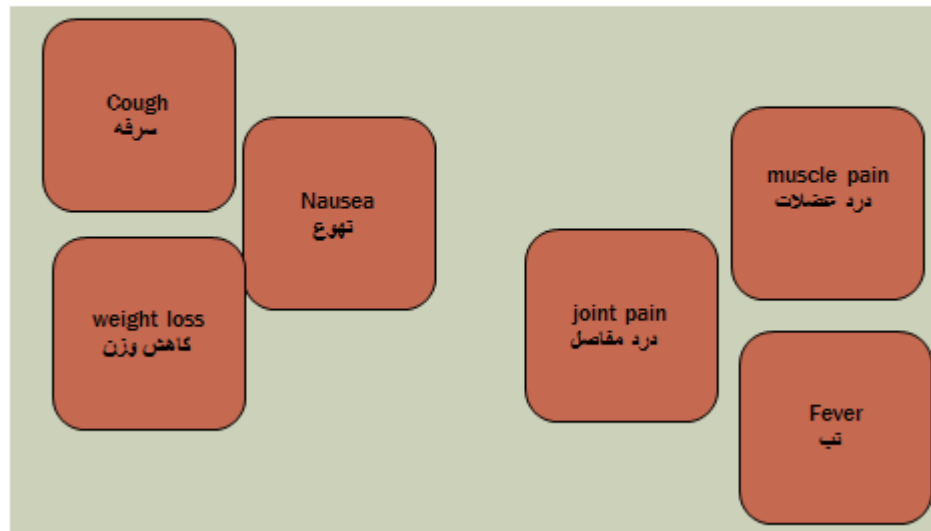 Cough
سرفه
Nausea
تهوع
weight loss
کاهش وزن
muscle pain
درد عضلات
joint pain
درد مفاصل
Fever
تب